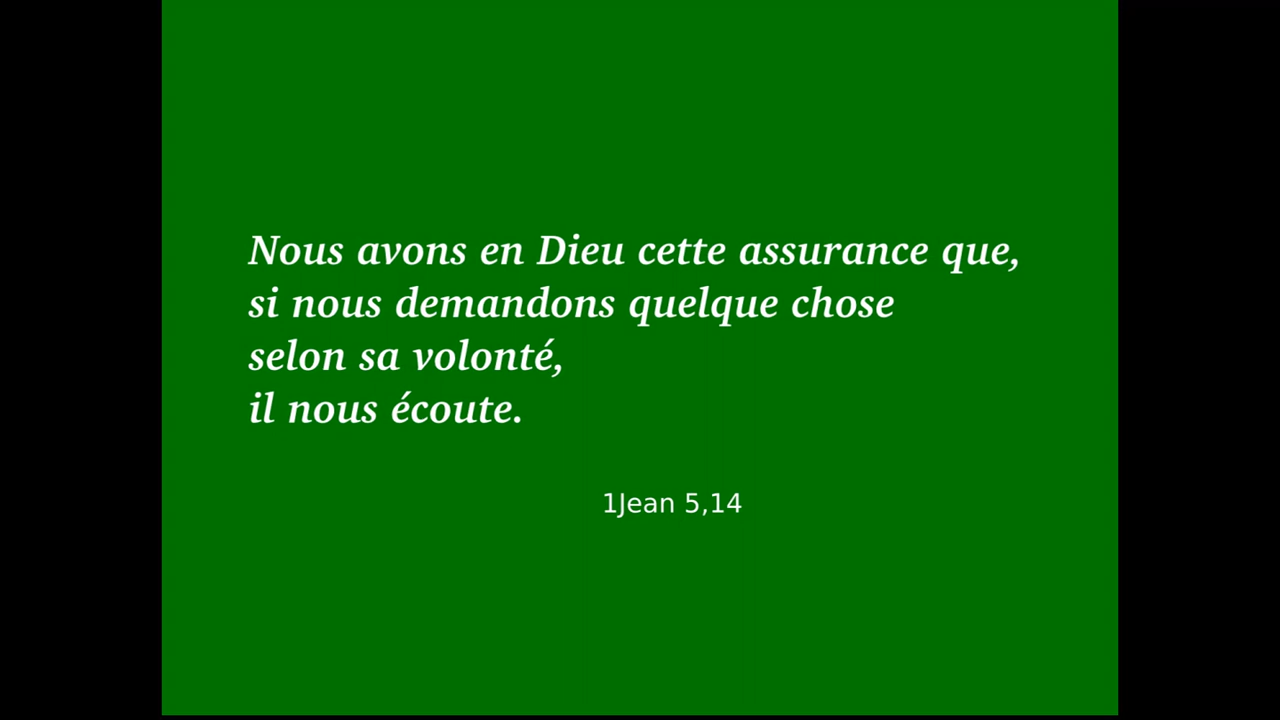 Nous avons en Dieu cette assurance que,
si nous demandons quelque chose
selon sa volonté,
il nous écoute.
1Jean 5,14